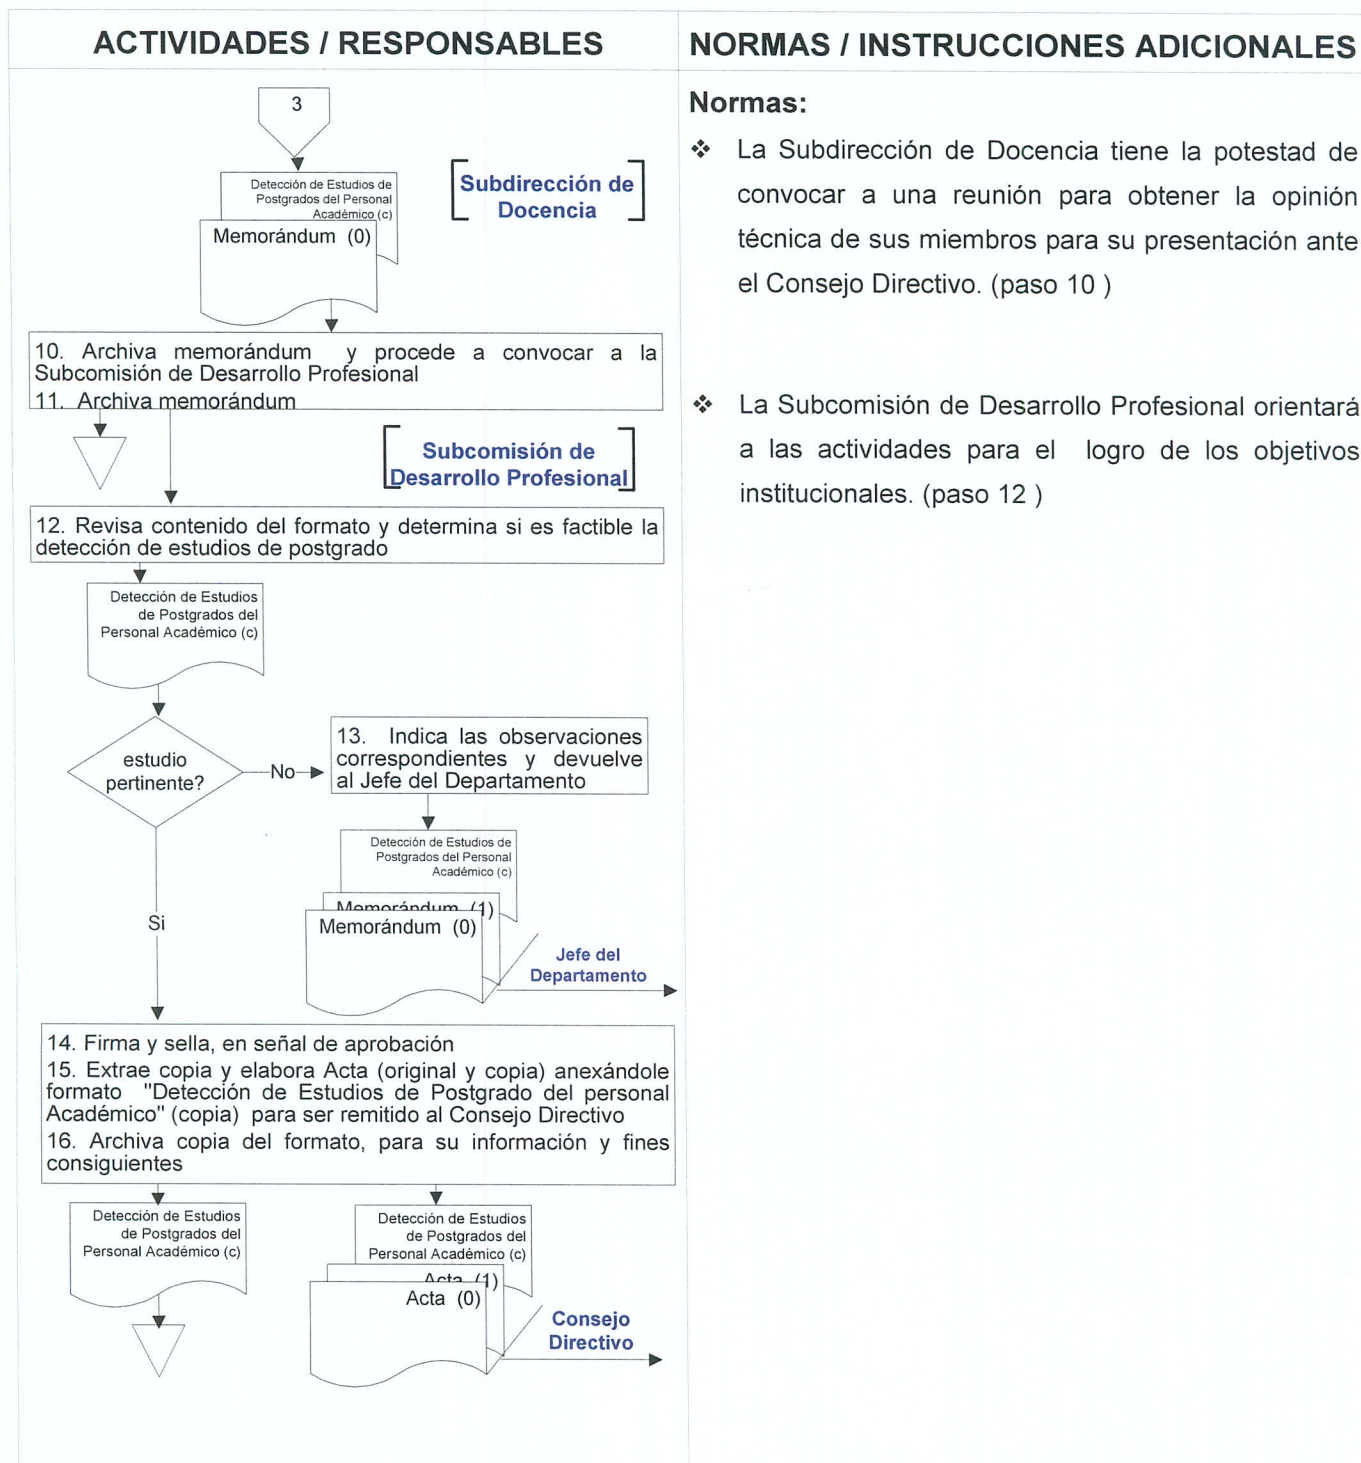 ACTIVIDADES / RESPONSABLES
NORMAS / INSTRUCCIONES ADICIONALES
3
Detección de Estudios de
Postgrados del Personal
Académico (c)
Memorándum (0)
Subdirección de
Docencia
10. Archiva memorándum y procede a convocar a la
Subcomisión de Desarrollo Profesional
11. Archiva memorándum
Subcomisión de
Desarrollo Profesional
12. Revisa contenido del formato y determina si es factible la
detección de estudios de postgrado
Detección de Estudios
de Postgrados del
Personal Académico (c)
estudio
pertinente?
No
13. Indica las observaciones
correspondientes y devuelve
al Jefe del Departamento
Detección de Estudios de
Postgrados del Personal
Académico (c)
Memorándum (1)
Memorándum (0)
Si
Jefe del
Departamento
14. Firma y sella, en señal de aprobación
15. Extrae copia y elabora Acta (original y copia) anexándole
formato "Detección de Estudios de Postgrado del personal
Académico" (copia) para ser remitido al Consejo Directivo
16. Archiva copia del formato, para su información y fines
consiguientes
Detección de Estudios
de Postgrados del
Personal Académico (c)
Detección de Estudios
de Postgrados del
Personal Académico (c)
Acta (1)
Acta (0)
Consejo
Directivo
Normas:
❖ La Subdirección de Docencia tiene la potestad de
convocar a una reunión para obtener la opinión
técnica de sus miembros para su presentación ante
el Consejo Directivo. (paso 10 )
❖ La Subcomisión de Desarrollo Profesional orientará
a las actividades para el logro de los objetivos
institucionales. (paso 12 )